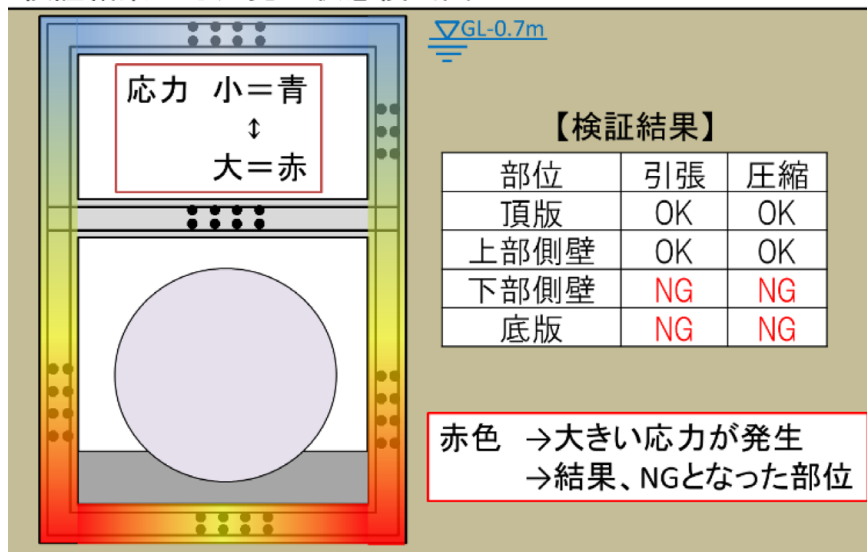 ▽GL-0.7m
応力 小＝青
↕
大＝赤
【検証結果】
部位 引張 圧縮
頂版 OK OK
上部側壁 OK OK
下部側壁 NG NG
底版 NG NG
赤色 →大きい応力が発生
→結果、NGとなった部位